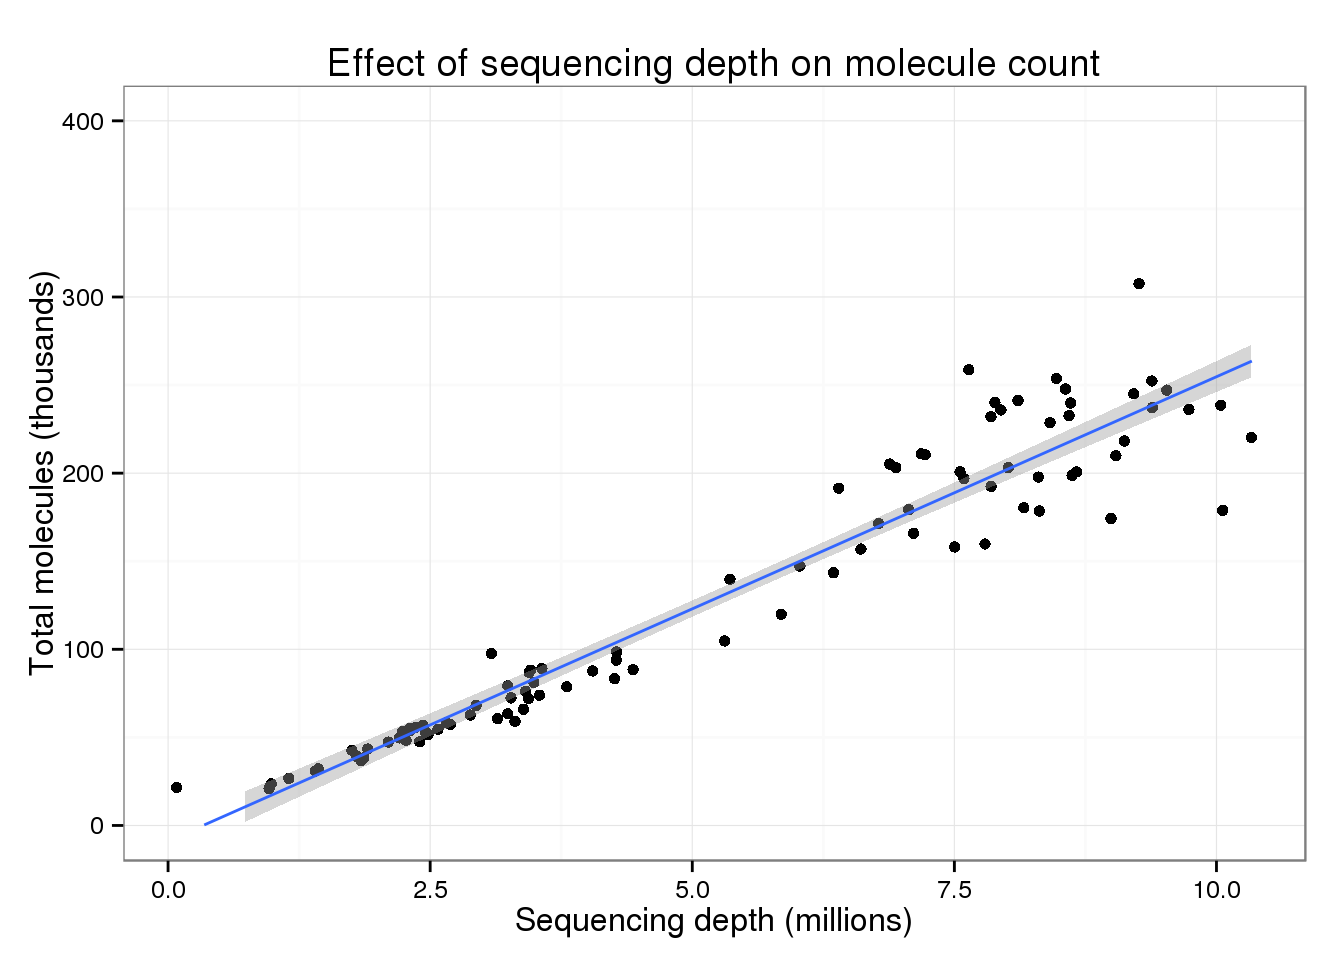 Effect of sequencing depth on molecule count
Total molecules (thousands)
400
300
200
100
0
0.0 2.5 5.0 7.5 10.0
Sequencing depth (millions)